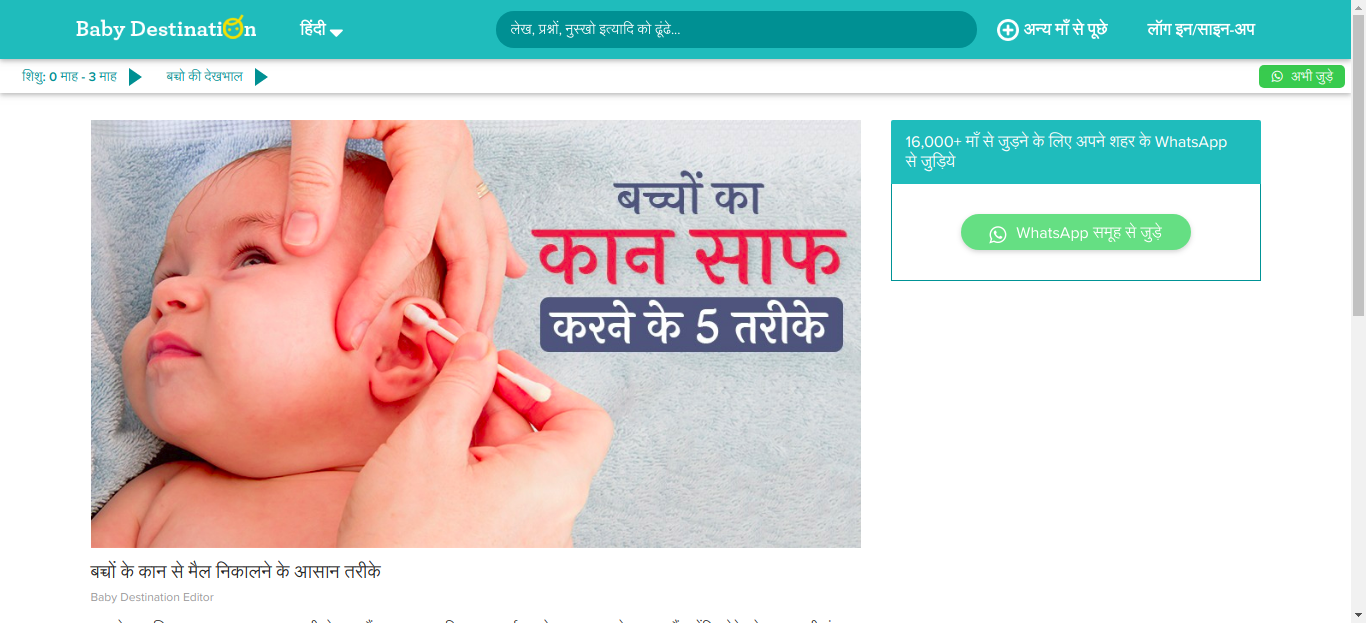 Baby Destination
हिंदी
लेख, प्रश्नों, नुस्खो इत्यादि को ढूंढे...
अन्य माँ से पूछे
लॉग इन/साइन-अप
शिशु: 0 माह - 3 माह
बच्चो की देखभाल
अभी जुड़े
बच्चों का
कान साफ
करने के 5 तरीके
16,000+ माँ से जुड़ने के लिए अपने शहर के WhatsApp
से जुड़िये
WhatsApp समूह से जुड़े
बच्चों के कान से मैल निकालने के आसान तरीके
Baby Destination Editor